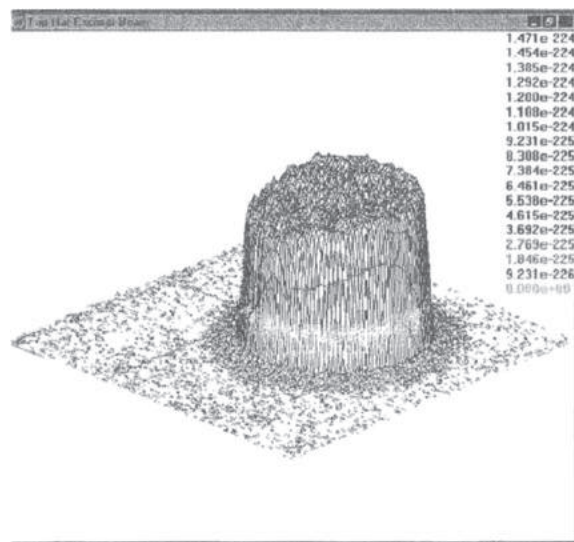 Top Hat Excimer Beam
1.471e-224
1.454e-224
1.385e-224
1.292e-224
1.200e-224
1.108e-224
1.015e-224
9.231e-225
8.308e-225
7.384e-225
6.461e-225
5.538e-225
4.615e-225
3.692e-225
2.769e-225
1.846e-225
9.231e-226
0.000e+00